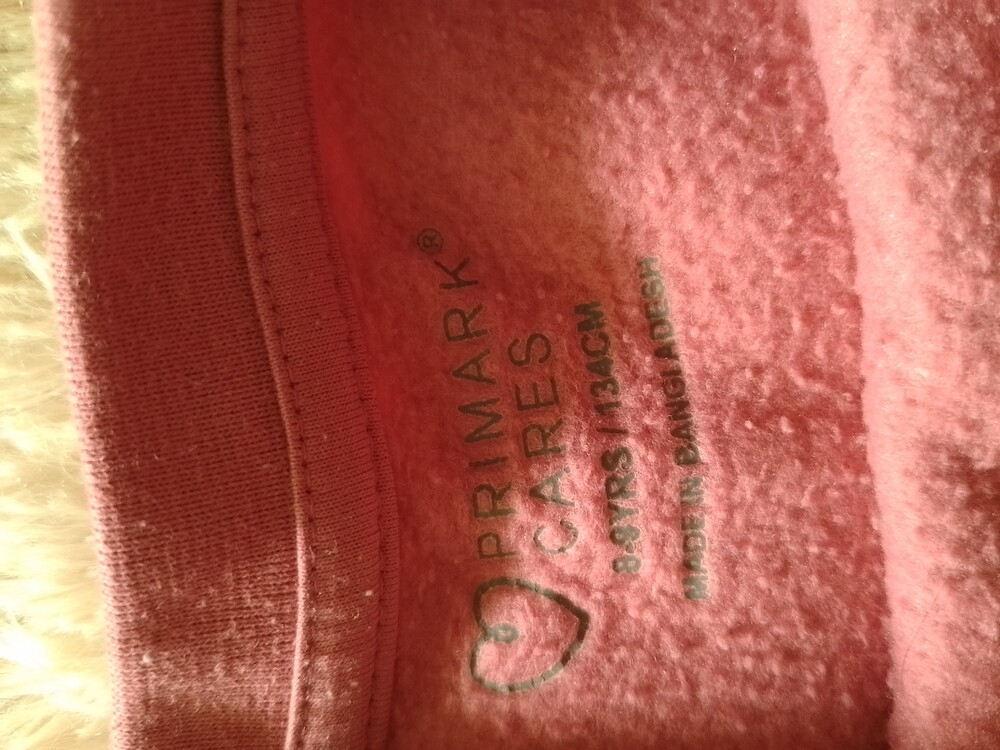 PRIMARK®
CARES
8-9YRS / 134CM
MADE IN BANGLADESH